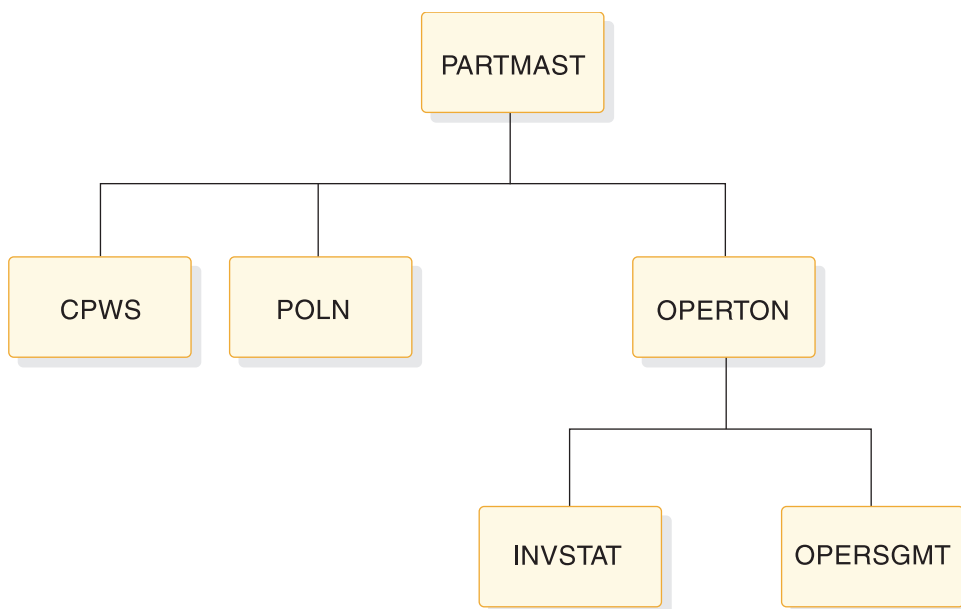 PARTMAST
CPWS
POLN
OPERTON
INVSTAT
OPERSGMT